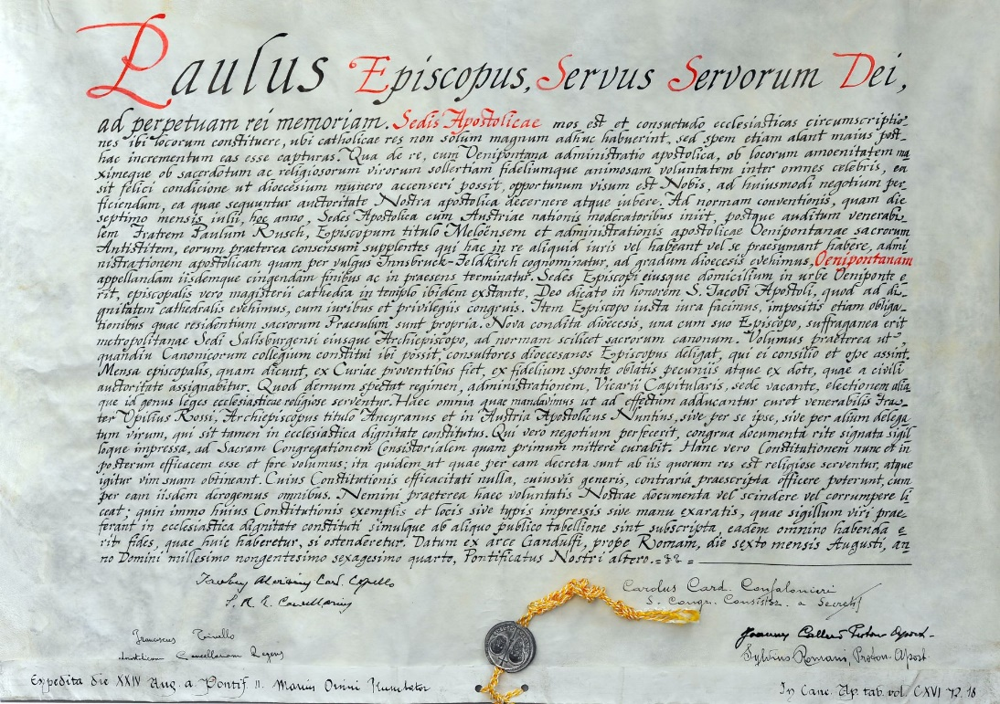 Paulus Episcopus, Servus Servorum Dei,
ad perpetuam rei memoriam. Sedis Apostolicae mos est et consuetudo ecclesiasticas circumscriptio-
nes ibi locorum constituere, ubi catholicae res non solum magnum adhuc habuerint, sed spem etiam alant maius post-
hac incrementum eas esse capturas. Qua de re, cum Oenipontana administratio apostolica, ob locorum amoenitatem ma
ximeque ob sacerdotum ac religiosorum virorum sollertiam fideliumque animosam voluntatem inter omnes celebris, ea
sit felici condicione ut dioecesium munero accenseri possit, opportunum visum est Nobis, ad huiusmodi negotium per
ficiendum, ea quae sequuntur auctoritate Nostra apostolica decernere atque iubere. Ad normam conventionis, quam die
septimo mensis iulii, hoc anno, Sedes Apostolica cum Austriae nationis moderatoribus iniit, postque auditum venerabi-
lem Fratrem Paulum Rusch, Episcopum titulo Meloënsem et administrationis apostolicae Oenipontanae sacrorum
Antistitem, eorum praeterea consensum supplentes qui hac in re aliquid iuris vel habeant vel se praesumant habere, admi
nistrationem apostolicam quam per vulgus Innsbruck-Feldkirch cognominatur, ad gradum dioecesis evehimus, Oenipontanam
appellandam iisdemque cingendam finibus ac in praesens terminatur. Sedes Episcopi eiusque domicilium in urbe Oeniponte e-
rit, episcopalis vero magisterii cathedra in templo ibidem exstante, Deo dicato in honorem S. Iacobi Apostoli, quod ad di-
gnitatem cathedralis evehimus, cum iuribus et privilegiis congruis. Item Episcopo iusta iura facimus, impositis etiam obliga-
tionibus quae residentium sacrorum Praesulum sunt propria. Nova condita dioecesis, una cum suo Episcopo, suffraganea erit
metropolitanae Sedi Salisburgensi eiusque Archiepiscopo, ad normam scilicet sacrorum canonum. Volumus praeterea ut,
quandiu Canonicorum collegium constitui ibi possit, consultores dioecesanos Episcopus deligat, qui ei consilio et ope assint.
Mensa episcopalis, quam dicunt, ex Curiae proventibus fiet, ex fidelium sponte oblatis pecuniis atque ex dote, quae a civili
auctoritate assignabitur. Quod demum spectat regimen, administrationem, Vicarii Capitularis, sede vacante, electionem alia
que id genus leges ecclesiasticae religiose serventur. Haec omnia quae mandavimus ut ad effectum adducantur curet venerabilis Fra-
ter Opilius Rossi, Archiepiscopus titulo Ancyranus et in Austria Apostolicus Nuntius, sive per se ipse, sive per alium delega
tum virum, qui sit tamen in ecclesiastica dignitate constitutus. Qui vero negotium perfecerit, congrua documenta rite signata sigil
loque impressa, ad Sacram Congregationem Consistorialem quam primum mittere curabit. Hanc vero Constitutionem nunc et in
posterum efficacem esse et fore volumus; ita quidem ut quae per eam decreta sunt ab iis quorum res est religiose serventur, atque
igitur vim suam obtineant. Cuius Constitutionis efficacitati nulla, cuiusvis generis, contraria praescripta officere poterunt, cum
per eam iisdem derogemus omnibus. Nemini praeterea haec voluntatis Nostrae documenta vel scindere vel corrumpere li
ceat, quin immo huius Constitutionis exemplis et locis sive typis impressis sive manu exaratis, quae sigillum viri prae-
ferant in ecclesiastica dignitate constituti simulque ab aliquo publico tabellione sint subscripta, eadem omnino habenda e-
rit fides, quae huic haberetur, si ostenderetur. Datum ex arce Gandulfi, prope Romam, die sexto mensis Augusti, an-
no Domini millesimo nongentesimo sexagesimo quarto, Pontificatus Nostri altero.
Iacobus Aloisius Card. Copello
S. R. E. Cancellarius
Carolus Card. Confalonieri
S. Congr. Consistor. a Secretis
Franciscus Tinello
Apostolicam Cancellariam Regens
Joannes Protон. Apost.
Sylvius Romani, Proton. Apost.
Expedita die XXIV Aug. a. Pontif. II. Marius Orsini
In Canc. Ap. tab. vol. CXVI N. 18